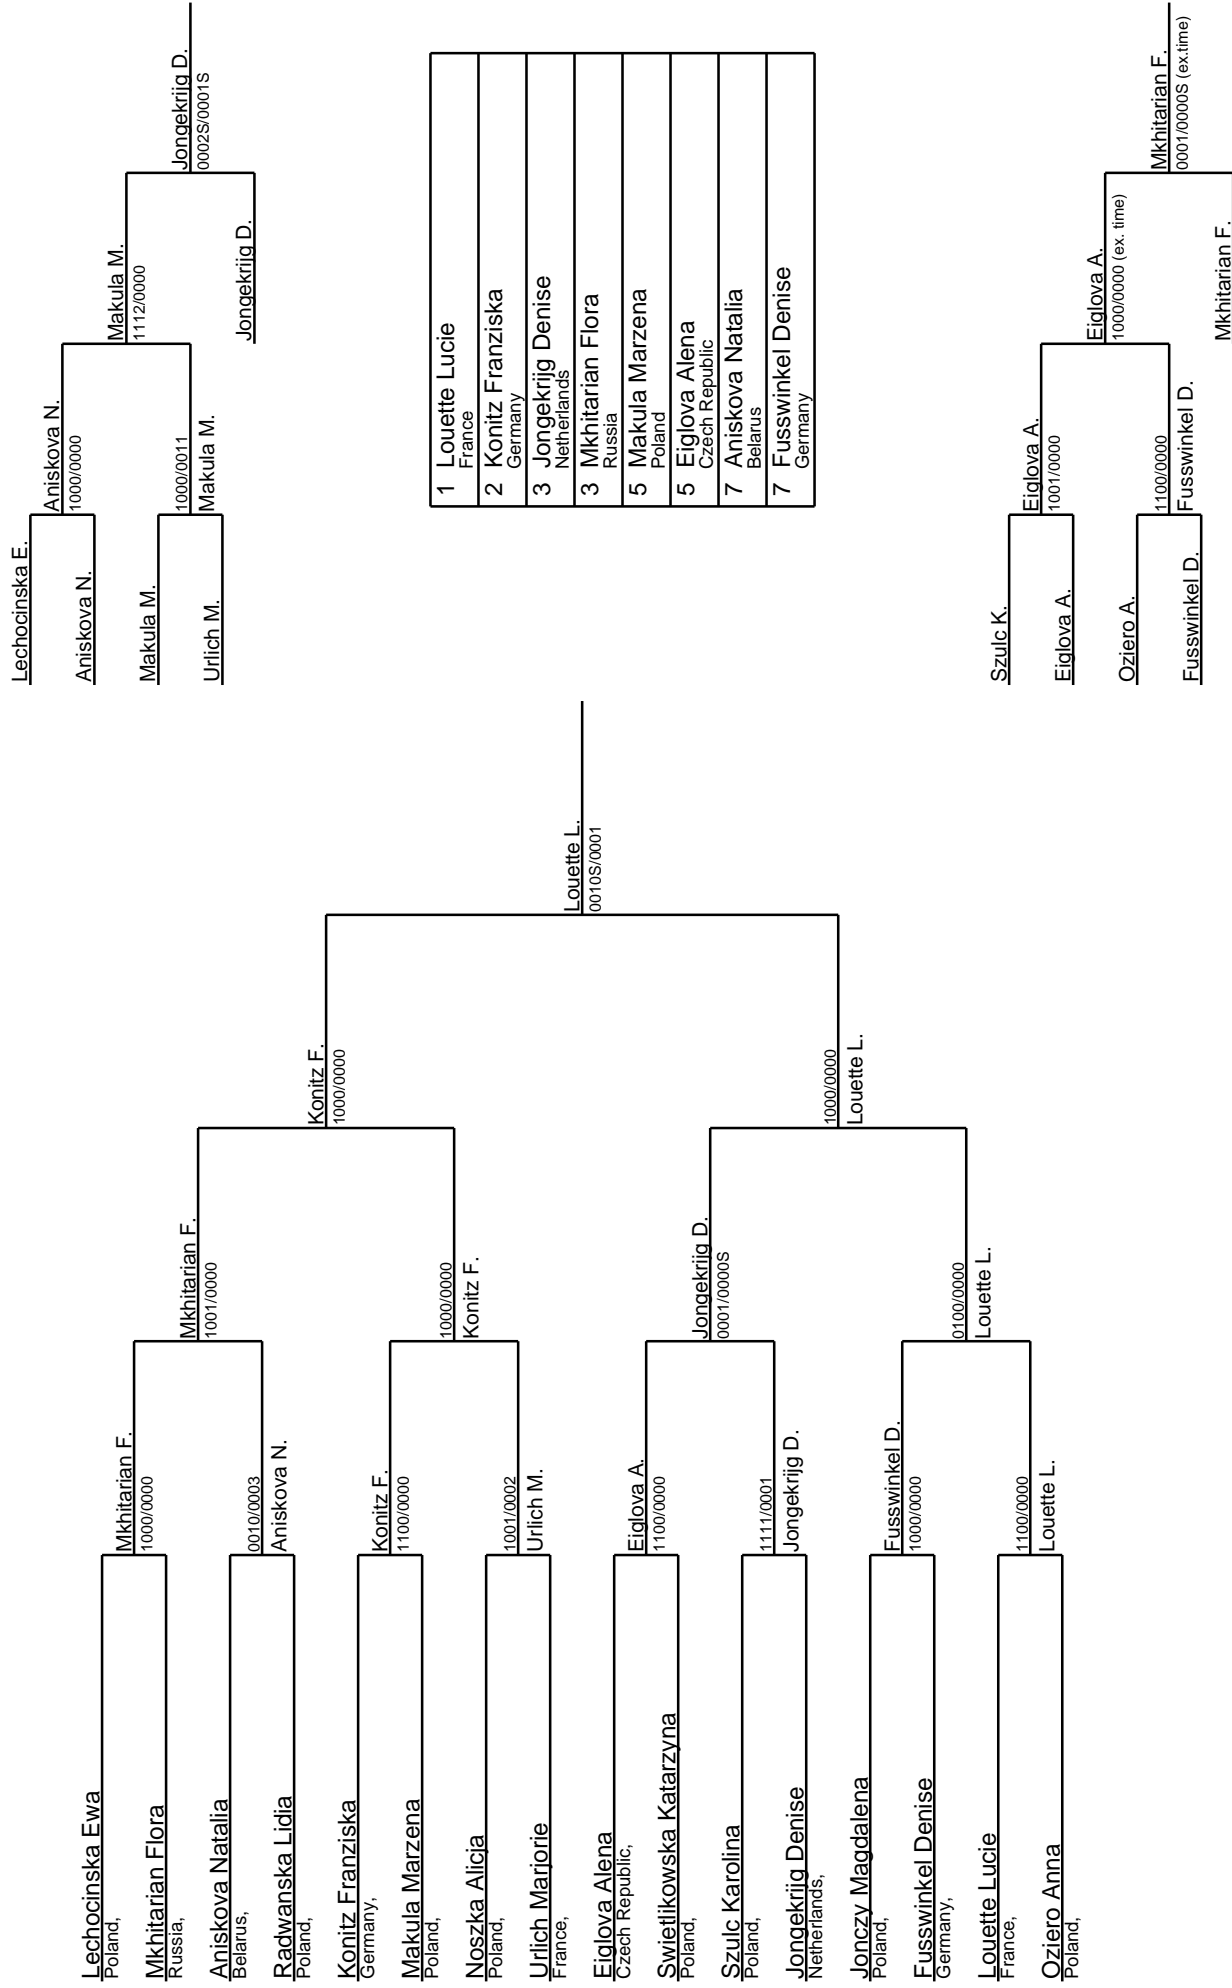 Lechocinska Ewa
Poland,
Mkhitarian Flora
Russia,
Aniskova Natalia
Belarus,
Radwanska Lidia
Poland,
Konitz Franziska
Germany,
Makula Marzena
Poland,
Noszka Alicja
Poland,
Urlich Marjorie
France,
Eiglova Alena
Czech Republic,
Swietlikowska Katarzyna
Poland,
Szulc Karolina
Poland,
Jongekrijg Denise
Netherlands,
Jonczy Magdalena
Poland,
Fusswinkel Denise
Germany,
Louette Lucie
France,
Oziero Anna
Poland,
Mkhitarian F.
1000/0000
0010/0003
Aniskova N.
Konitz F.
1100/0000
1001/0002
Urlich M.
Eiglova A.
1100/0000
1111/0001
Jongekrijg D.
Fusswinkel D.
1000/0000
1100/0000
Louette L.
Mkhitarian F.
1001/0000
1000/0000
Konitz F.
Jongekrijg D.
0001/0000S
0100/0000
Louette L.
Konitz F.
1000/0000
1000/0000
Louette L.
Louette L.
0010S/0001
Lechocinska E.
Aniskova N.
Makula M.
Urlich M.
Aniskova N.
1000/0000
1000/0011
Makula M.
Makula M.
1112/0000
Jongekrijg D.
Jongekrijg D.
0002S/0001S
1 Louette Lucie
France
2 Konitz Franziska
Germany
3 Jongekrijg Denise
Netherlands
3 Mkhitarian Flora
Russia
5 Makula Marzena
Poland
5 Eiglova Alena
Czech Republic
7 Aniskova Natalia
Belarus
7 Fusswinkel Denise
Germany
Szulc K.
Eiglova A.
Oziero A.
Fusswinkel D.
Eiglova A.
1001/0000
1100/0000
Fusswinkel D.
Eiglova A.
1000/0000 (ex. time)
Mkhitarian F.
Mkhitarian F.
0001/0000S (ex.time)